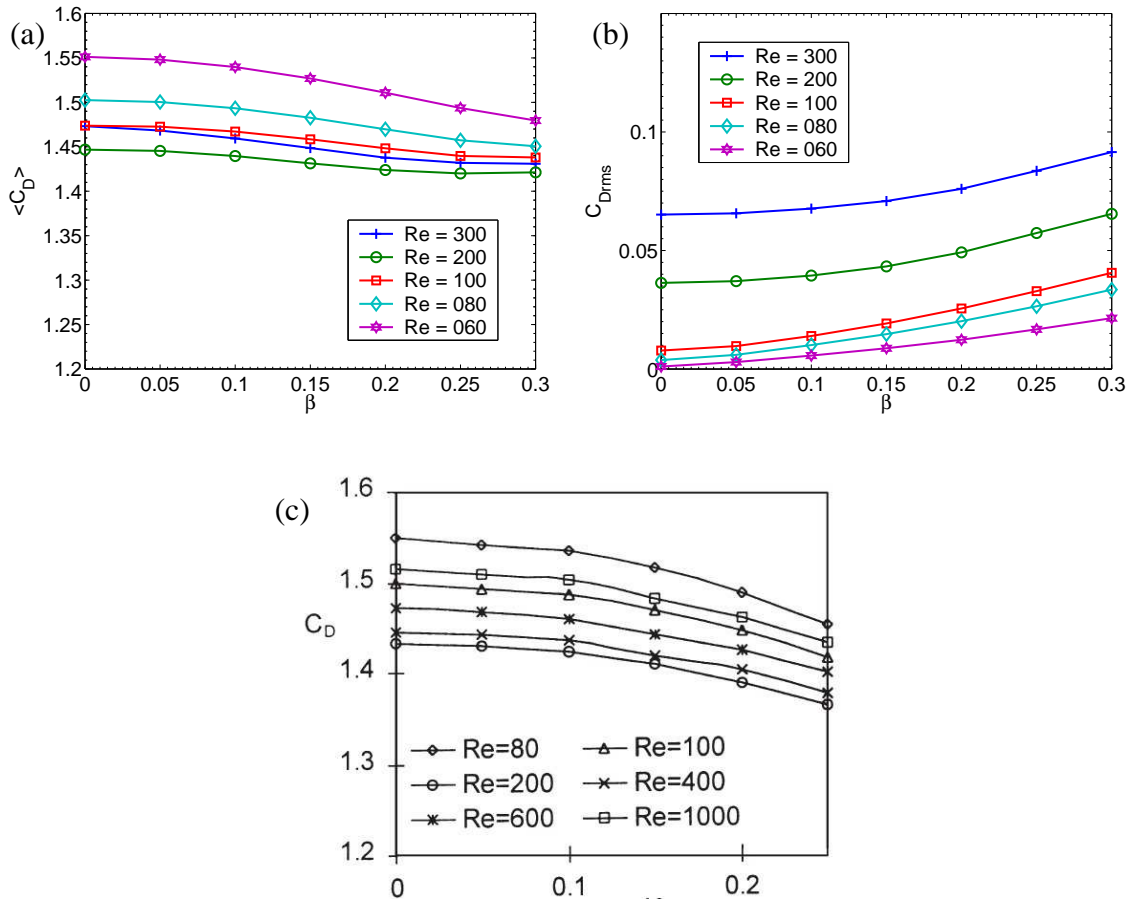 (a)
1.6
1.55
1.5
1.45
1.4
1.35
1.3
1.25
1.2
<C_D>
0 0.05 0.1 0.15 0.2 0.25 0.3
β
Re = 300
Re = 200
Re = 100
Re = 080
Re = 060
(b)
0.1
0.05
0
C_Drms
0 0.05 0.1 0.15 0.2 0.25 0.3
β
Re = 300
Re = 200
Re = 100
Re = 080
Re = 060
(c)
1.6
1.5
C_D
1.4
1.3
1.2
0 0.1 0.2
Re=80 Re=100
Re=200 Re=400
Re=600 Re=1000